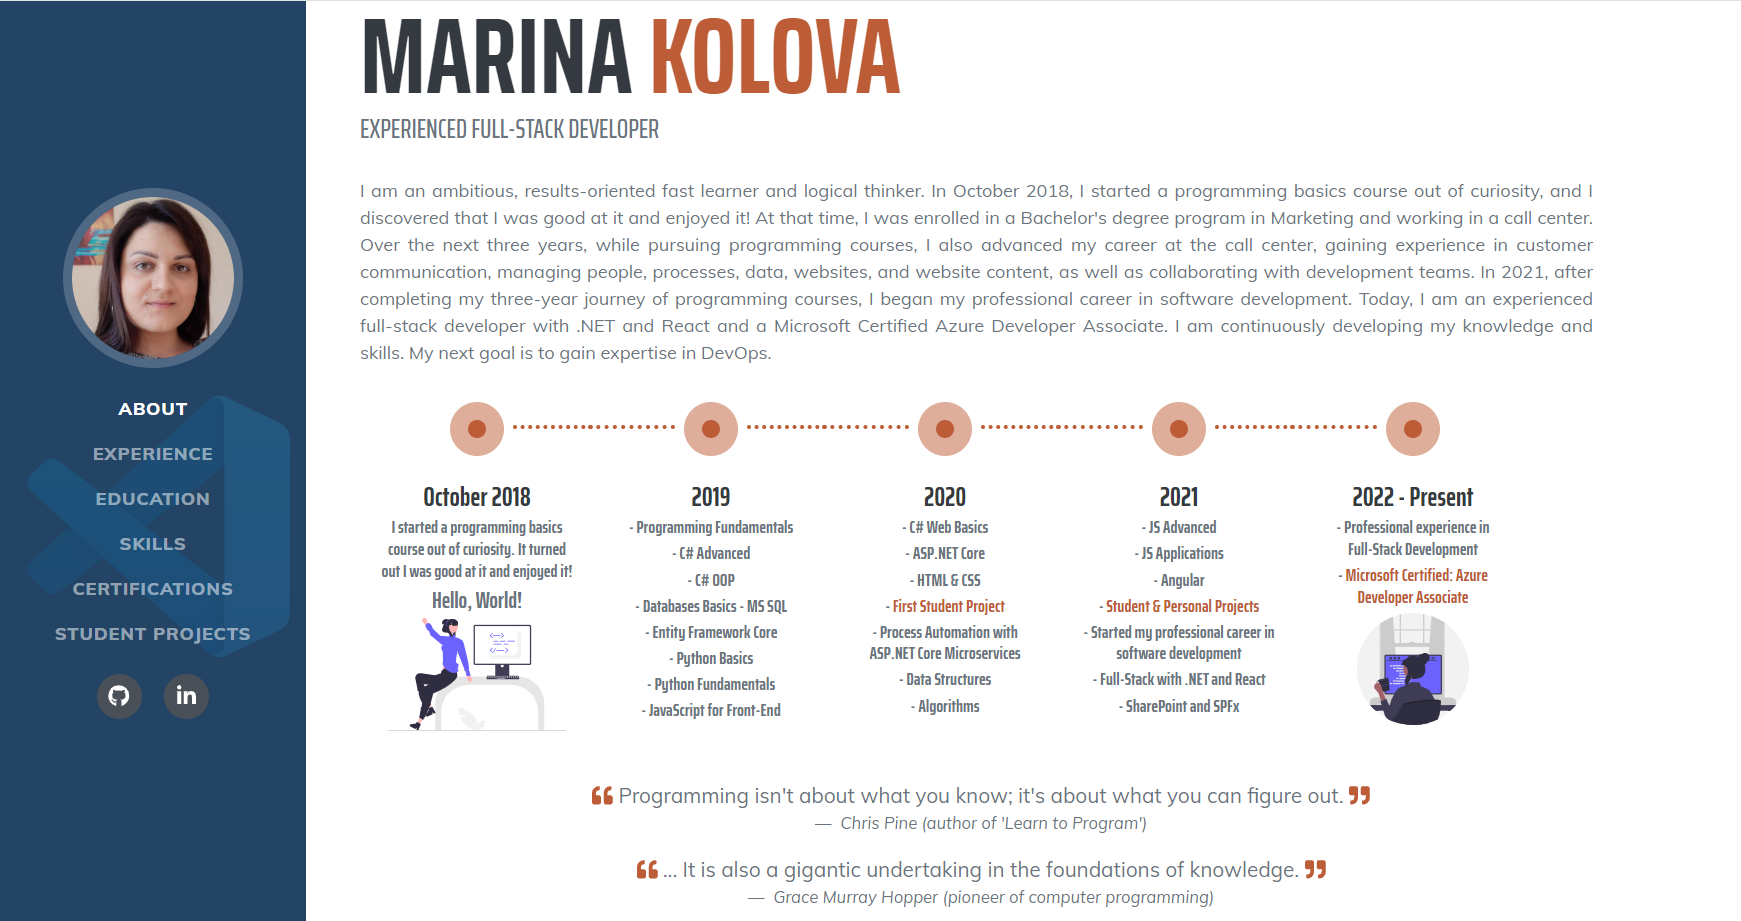 MARINA KOLOVA
EXPERIENCED FULL-STACK DEVELOPER
I am an ambitious, results-oriented fast learner and logical thinker. In October 2018, I started a programming basics course out of curiosity, and I
discovered that I was good at it and enjoyed it! At that time, I was enrolled in a Bachelor's degree program in Marketing and working in a call center.
Over the next three years, while pursuing programming courses, I also advanced my career at the call center, gaining experience in customer
communication, managing people, processes, data, websites, and website content, as well as collaborating with development teams. In 2021, after
completing my three-year journey of programming courses, I began my professional career in software development. Today, I am an experienced
full-stack developer with .NET and React and a Microsoft Certified Azure Developer Associate. I am continuously developing my knowledge and
skills. My next goal is to gain expertise in DevOps.
ABOUT
EXPERIENCE
EDUCATION
SKILLS
CERTIFICATIONS
STUDENT PROJECTS
in
October 2018
I started a programming basics
course out of curiosity. It turned
out I was good at it and enjoyed it!
Hello, World!
2019
- Programming Fundamentals
- C# Advanced
- C# OOP
- Databases Basics - MS SQL
- Entity Framework Core
- Python Basics
- Python Fundamentals
- JavaScript for Front-End
2020
- C# Web Basics
- ASP.NET Core
- HTML & CSS
- First Student Project
- Process Automation with
ASP.NET Core Microservices
- Data Structures
- Algorithms
2021
- JS Advanced
- JS Applications
- Angular
- Student & Personal Projects
- Started my professional career in
software development
- Full-Stack with .NET and React
- SharePoint and SPFx
2022 - Present
- Professional experience in
Full-Stack Development
- Microsoft Certified: Azure
Developer Associate
❝ Programming isn't about what you know; it's about what you can figure out. ❞
— Chris Pine (author of 'Learn to Program')
❝ ... It is also a gigantic undertaking in the foundations of knowledge. ❞
— Grace Murray Hopper (pioneer of computer programming)